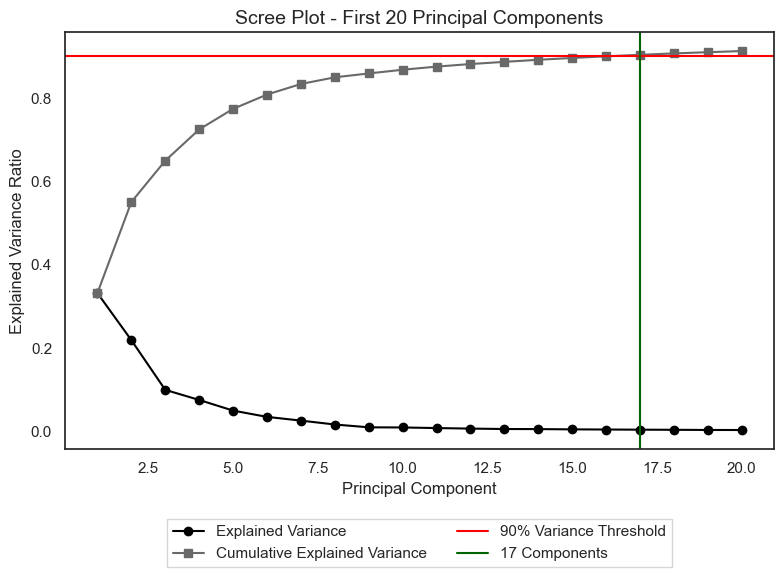 Scree Plot - First 20 Principal Components
Explained Variance Ratio
0.8
0.6
0.4
0.2
0.0
2.5 5.0 7.5 10.0 12.5 15.0 17.5 20.0
Principal Component
Explained Variance
Cumulative Explained Variance
90% Variance Threshold
17 Components